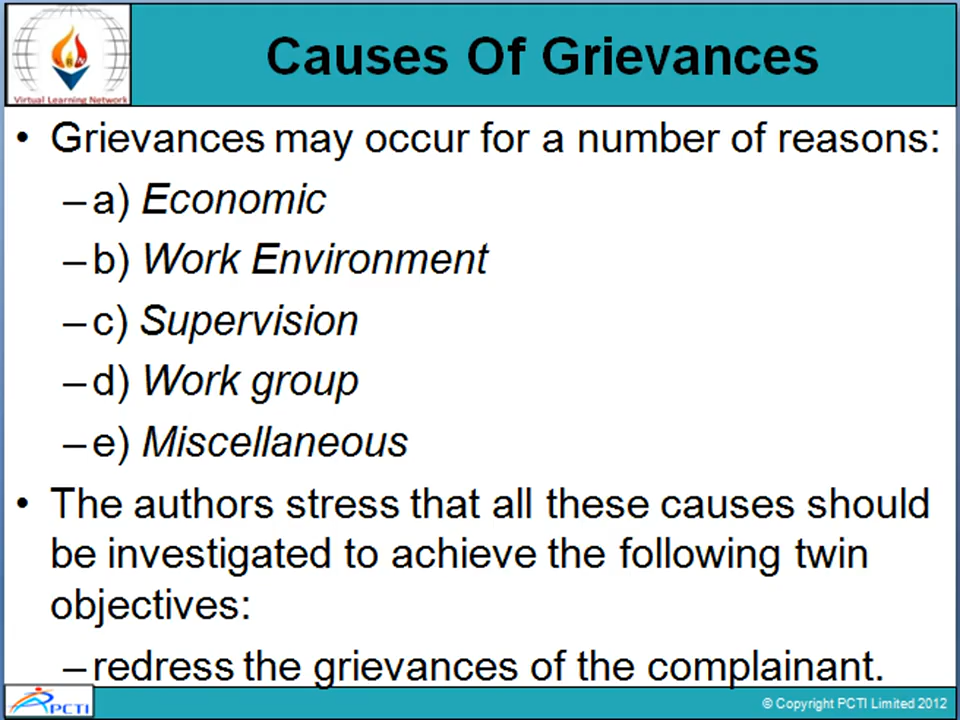 Virtual Learning Network
Causes Of Grievances
• Grievances may occur for a number of reasons:
– a) Economic
– b) Work Environment
– c) Supervision
– d) Work group
– e) Miscellaneous
• The authors stress that all these causes should
be investigated to achieve the following twin
objectives:
– redress the grievances of the complainant.
PCTI
© Copyright PCTI Limited 2012